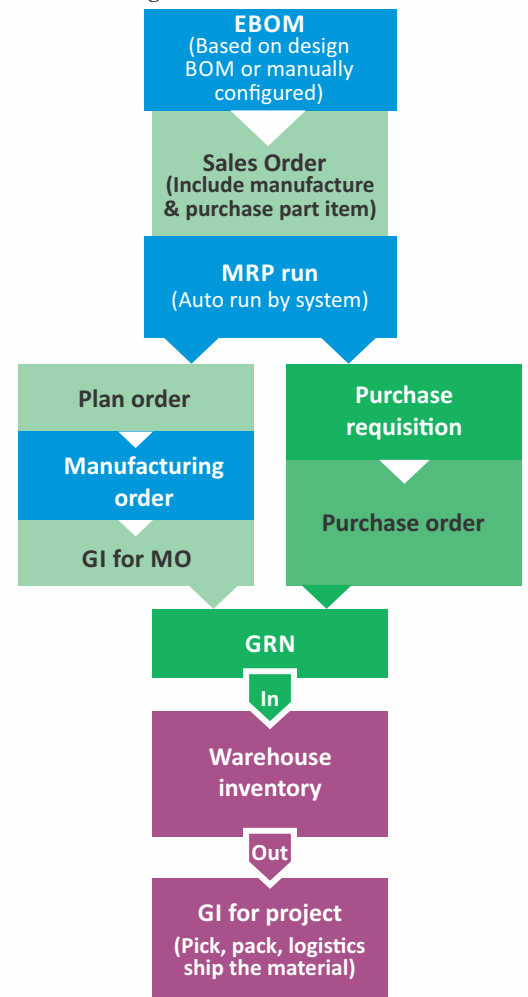 EBOM
(Based on design
BOM or manually
configured)
Sales Order
(Include manufacture
& purchase part item)
MRP run
(Auto run by system)
Plan order
Manufacturing
order
GI for MO
Purchase
requisition
Purchase order
GRN
In
Warehouse
inventory
Out
GI for project
(Pick, pack, logistics
ship the material)